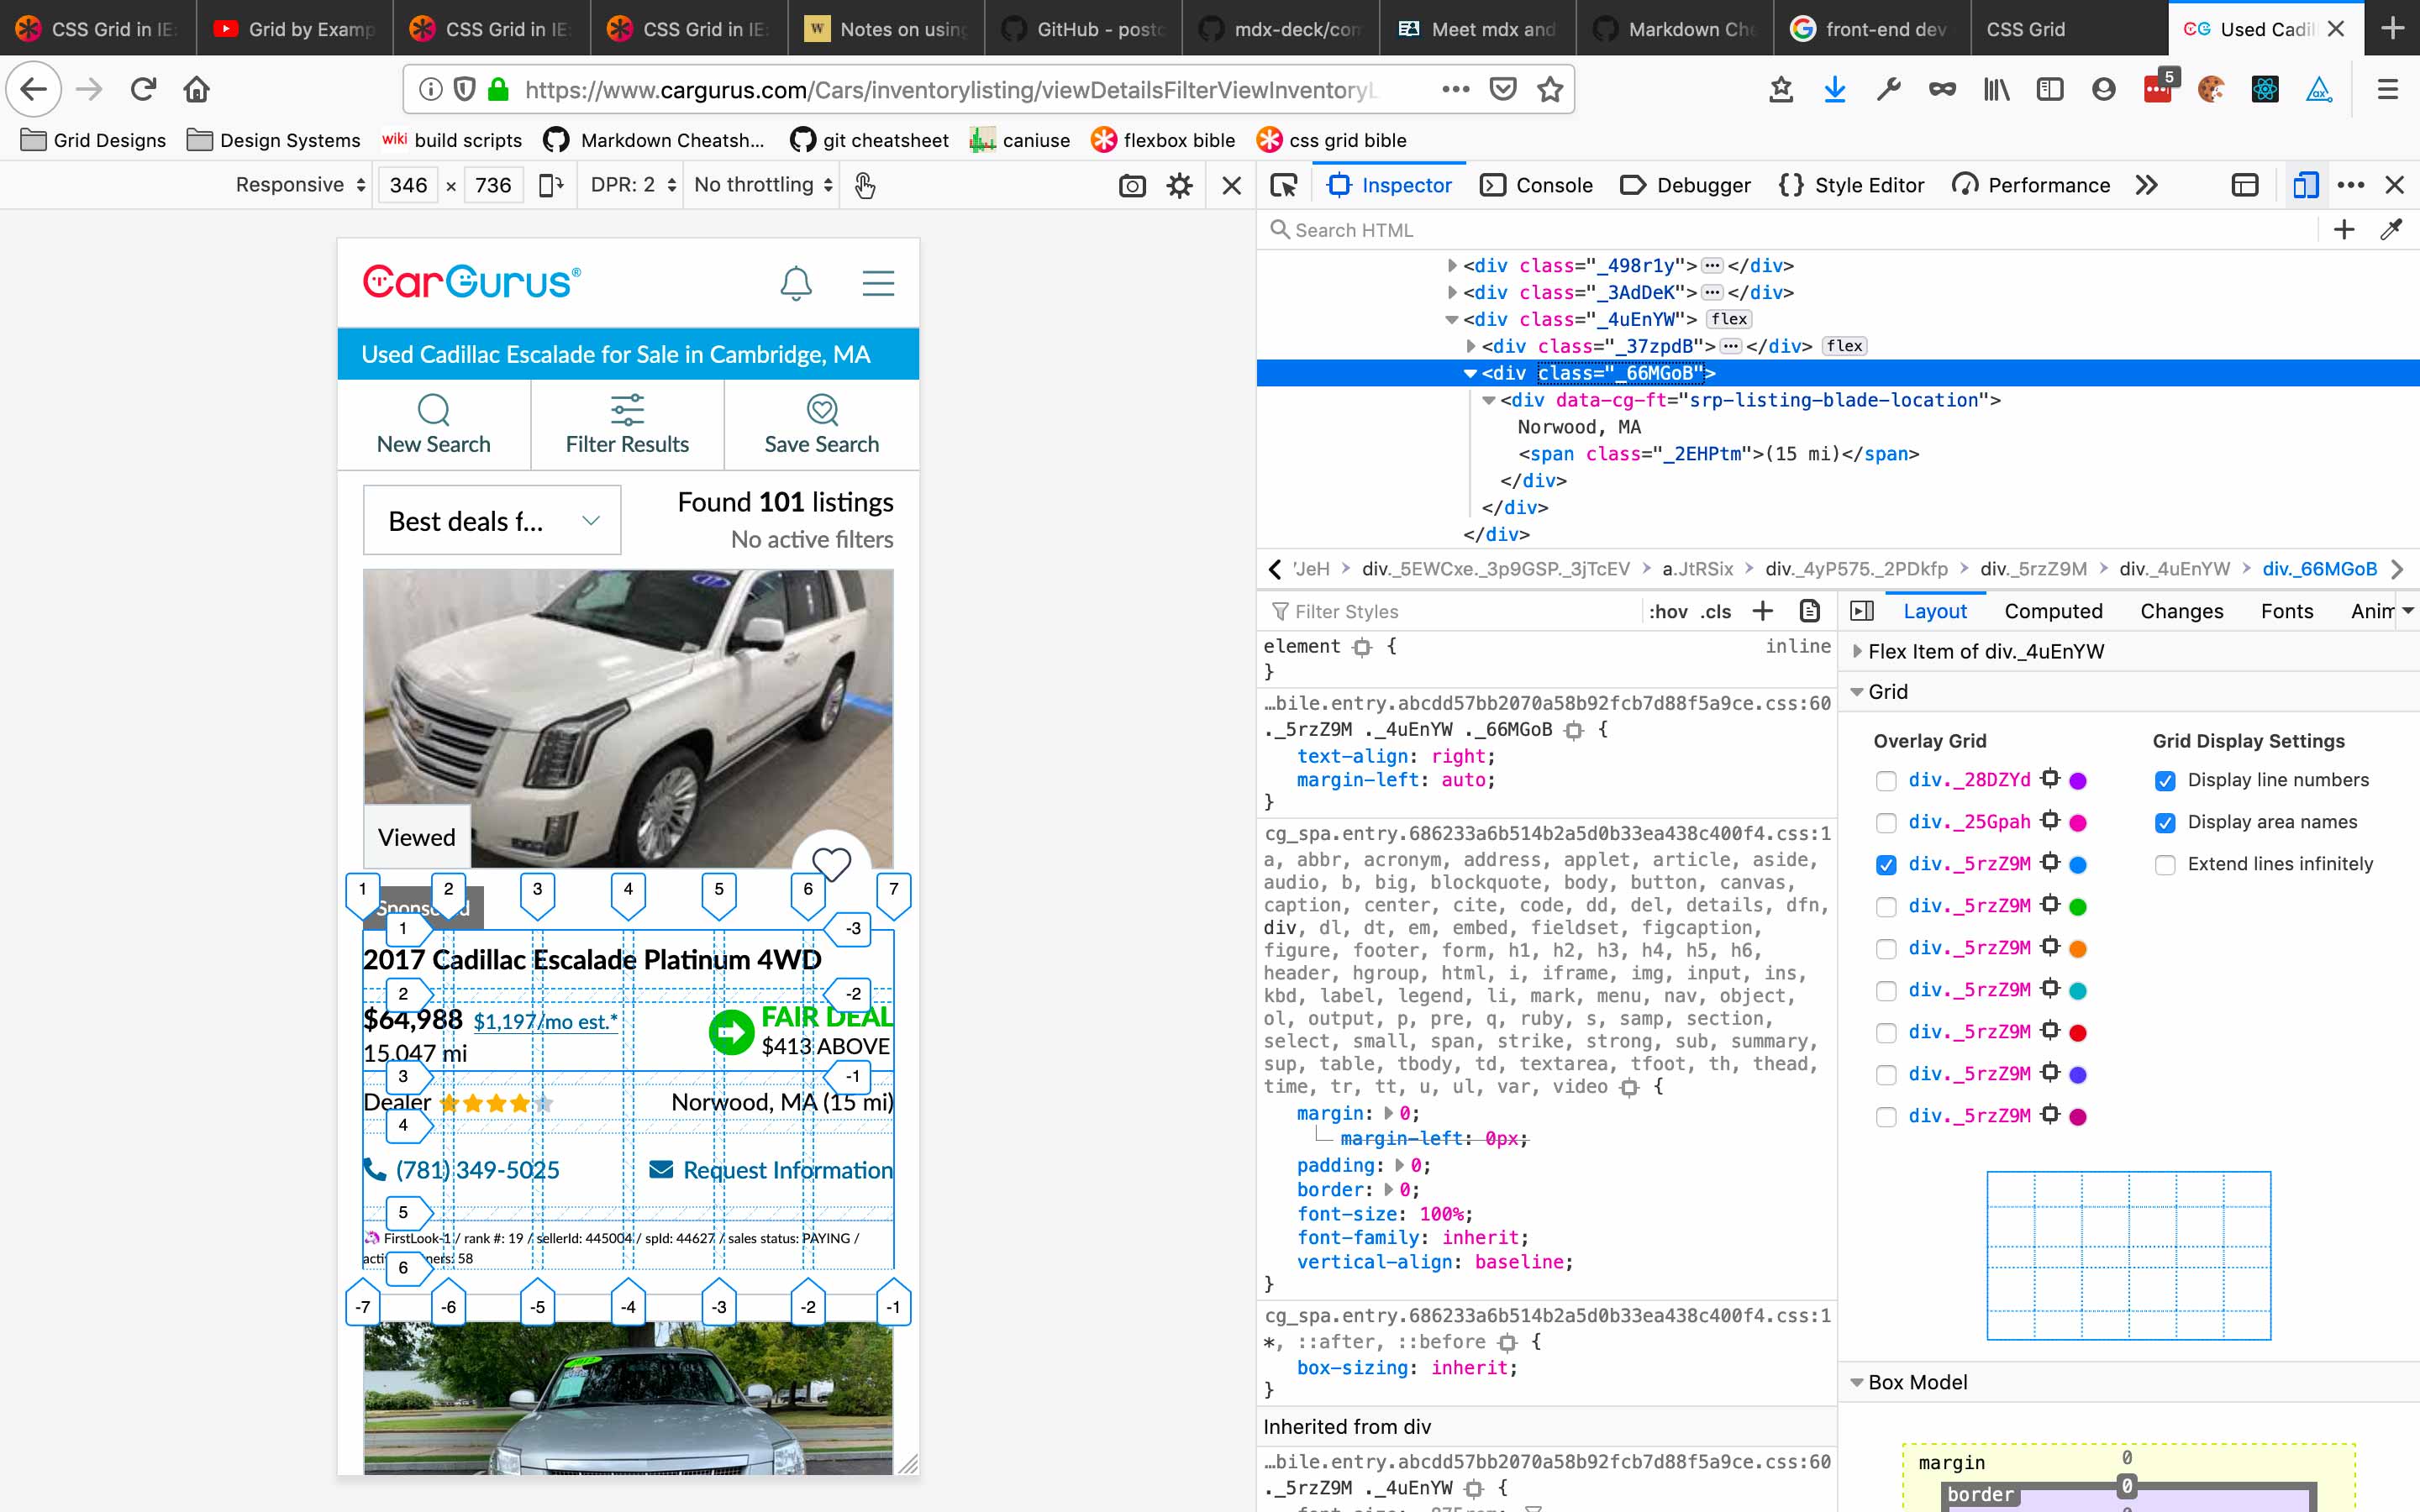 CSS Grid in IE:
Grid by Examp
CSS Grid in IE
CSS Grid in IE
W Notes on using
GitHub - postc
mdx-deck/com
Meet mdx and
Markdown Che
front-end dev
CSS Grid
CG Used Cadil
https://www.cargurus.com/Cars/inventorylisting/viewDetailsFilterViewInventoryL
5
ax
Grid Designs
Design Systems
wiki build scripts
Markdown Cheatsh...
git cheatsheet
caniuse
flexbox bible
css grid bible
Responsive
346 × 736
DPR: 2
No throttling
Inspector
Console
Debugger
{} Style Editor
Performance
CarGurus®
Used Cadillac Escalade for Sale in Cambridge, MA
New Search
Filter Results
Save Search
Best deals f...
Found 101 listings
No active filters
Viewed
1 2 3 4 5 6 7
1 -3
2017 Cadillac Escalade Platinum 4WD
2 -2
$64,988 $1,197/mo est.*
FAIR DEAL
$413 ABOVE
15,047 mi
3 -1
Dealer
Norwood, MA (15 mi)
4
(781) 349-5025
Request Information
5
FirstLook-1 / rank #: 19 / sellerId: 445004 / spId: 44627 / sales status: PAYING /
58
6
-7 -6 -5 -4 -3 -2 -1
Search HTML
<div class="_498r1y"> ··· </div>
<div class="_3AdDeK"> ··· </div>
<div class="_4uEnYW"> flex
<div class="_37zpdB"> ··· </div> flex
<div class="_66MGoB">
<div data-cg-ft="srp-listing-blade-location">
Norwood, MA
<span class="_2EHPtm">(15 mi)</span>
</div>
</div>
</div>
'JeH > div._5EWCxe._3p9GSP._3jTcEV > a.JtRSix > div._4yP575._2PDkfp > div._5rzZ9M > div._4uEnYW > div._66MGoB
Filter Styles
:hov .cls
element {
inline
}
…bile.entry.abcdd57bb2070a58b92fcb7d88f5a9ce.css:60
._5rzZ9M ._4uEnYW ._66MGoB {
text-align: right;
margin-left: auto;
}
cg_spa.entry.686233a6b514b2a5d0b33ea438c400f4.css:1
a, abbr, acronym, address, applet, article, aside,
audio, b, big, blockquote, body, button, canvas,
caption, center, cite, code, dd, del, details, dfn,
div, dl, dt, em, embed, fieldset, figcaption,
figure, footer, form, h1, h2, h3, h4, h5, h6,
header, hgroup, html, i, iframe, img, input, ins,
kbd, label, legend, li, mark, menu, nav, object,
ol, output, p, pre, q, ruby, s, samp, section,
select, small, span, strike, strong, sub, summary,
sup, table, tbody, td, textarea, tfoot, th, thead,
time, tr, tt, u, ul, var, video {
margin: 0;
margin-left: 0px;
padding: 0;
border: 0;
font-size: 100%;
font-family: inherit;
vertical-align: baseline;
}
cg_spa.entry.686233a6b514b2a5d0b33ea438c400f4.css:1
*, ::after, ::before {
box-sizing: inherit;
}
Inherited from div
…bile.entry.abcdd57bb2070a58b92fcb7d88f5a9ce.css:60
._5rzZ9M ._4uEnYW {
Layout
Computed
Changes
Fonts
Anim
Flex Item of div._4uEnYW
Grid
Overlay Grid
div._28DZYd
div._25Gpah
div._5rzZ9M
div._5rzZ9M
div._5rzZ9M
div._5rzZ9M
div._5rzZ9M
div._5rzZ9M
div._5rzZ9M
Grid Display Settings
Display line numbers
Display area names
Extend lines infinitely
Box Model
margin 0
border 0